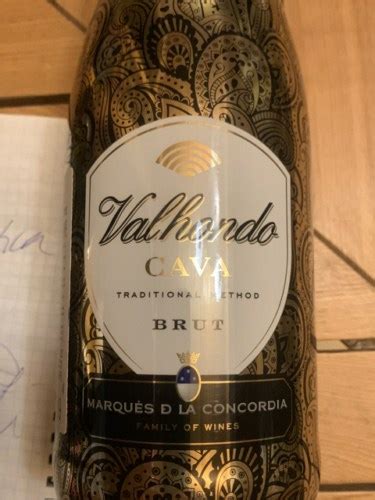 Valhondo
CAVA
TRADITIONAL METHOD
BRUT
MARQUÉS D LA CONCORDIA
FAMILY OF WINES